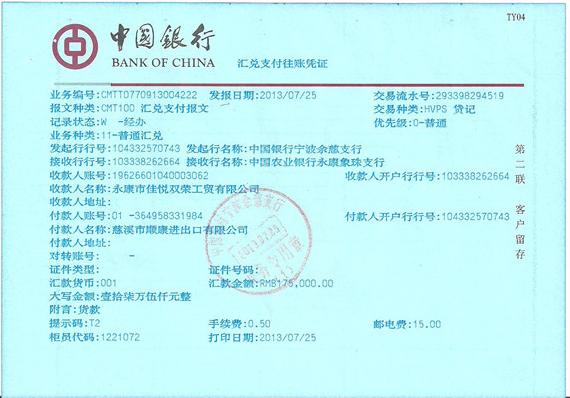 TY04
中国银行
BANK OF CHINA
汇兑支付往账凭证
业务编号:CMTT0770913004222 发报日期:2013/07/25 交易流水号:293398294519
报文种类:CMT100 汇兑支付报文 交易种类:HVPS 贷记
记录状态:W -经办 优先级:0-普通
业务种类:11-普通汇兑
发起行行号:104332570743 发起行名称:中国银行宁波余慈支行
接收行行号:103338262664 接收行名称:中国农业银行永康象珠支行
收款人账号:19626601040003062 收款人开户行行号:103338262664
收款人名称:永康市佳悦双荣工贸有限公司
收款人地址:
付款人账号:01 -364958331984 付款人开户行行号:104332570743
付款人名称:慈溪市顺康进出口有限公司
付款人地址:
对转账号: -
证件类型: 证件号码:
汇款货币:001 汇款金额:RMB175,000.00
大写金额:壹拾柒万伍仟元整
附言:货款
提示码:T2 手续费:0.50 邮电费:15.00
柜员代码:1221072 打印日期:2013/07/25
第二联 客户留存